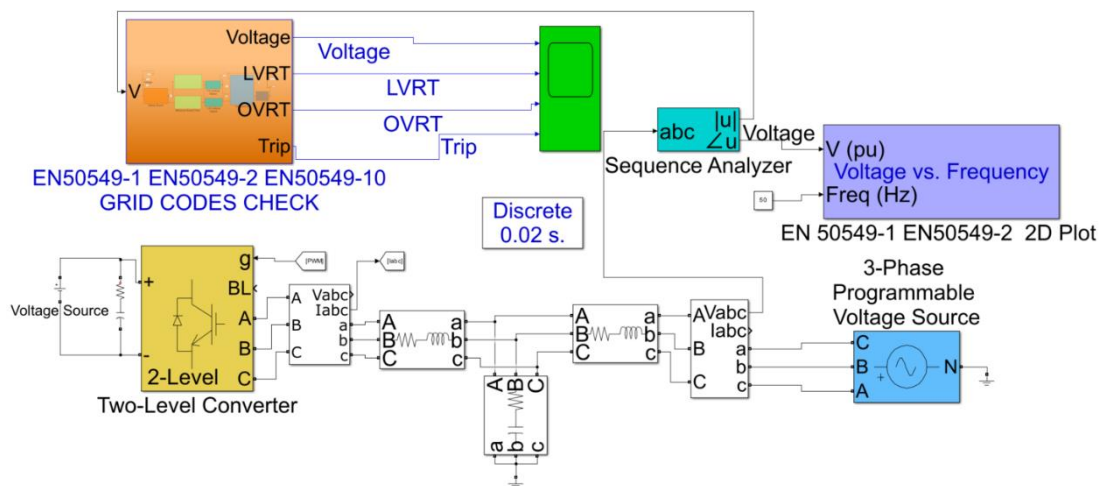 Voltage
LVRT
OVRT
Trip
V
Voltage
LVRT
OVRT
Trip
EN50549-1 EN50549-2 EN50549-10
GRID CODES CHECK
abc
|u|
∠u
Sequence Analyzer
Voltage
V (pu)
Voltage vs. Frequency
Freq (Hz)
50
EN 50549-1 EN50549-2 2D Plot
Discrete
0.02 s.
Voltage Source
+
-
g
BL
A
B
C
2-Level
Two-Level Converter
[PWM]
[Iabc]
A
B
C
Vabc
Iabc
a
b
c
A
B
C
a
b
c
A
B
C
a
b
c
A
B
C
a
b
c
A
B
C
Vabc
Iabc
a
b
c
3-Phase
Programmable
Voltage Source
C
B
A
+
N